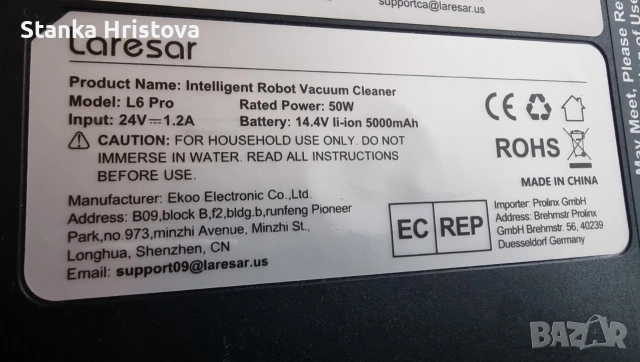 Stanka Hristova
supportca@laresar.us
Laresar
Product Name: Intelligent Robot Vacuum Cleaner
Model: L6 Pro
Rated Power: 50W
Input: 24V⎓1.2A
Battery: 14.4V li-ion 5000mAh
CAUTION: FOR HOUSEHOLD USE ONLY. DO NOT
IMMERSE IN WATER. READ ALL INSTRUCTIONS
BEFORE USE.
CE
ROHS
MADE IN CHINA
Manufacturer: Ekoo Electronic Co.,Ltd.
Address: B09,block B,f2,bldg.b,runfeng Pioneer
Park,no.973,minzhi Avenue, Minzhi St.,
Longhua, Shenzhen, CN
Email: support09@laresar.us
EC REP
Importer: Prolinx GmbH
Address: Brehmstr Prolinx
GmbH Brehmstr. 56, 40239
Duesseldorf Germany
May Meet, Please Re
BAZAR